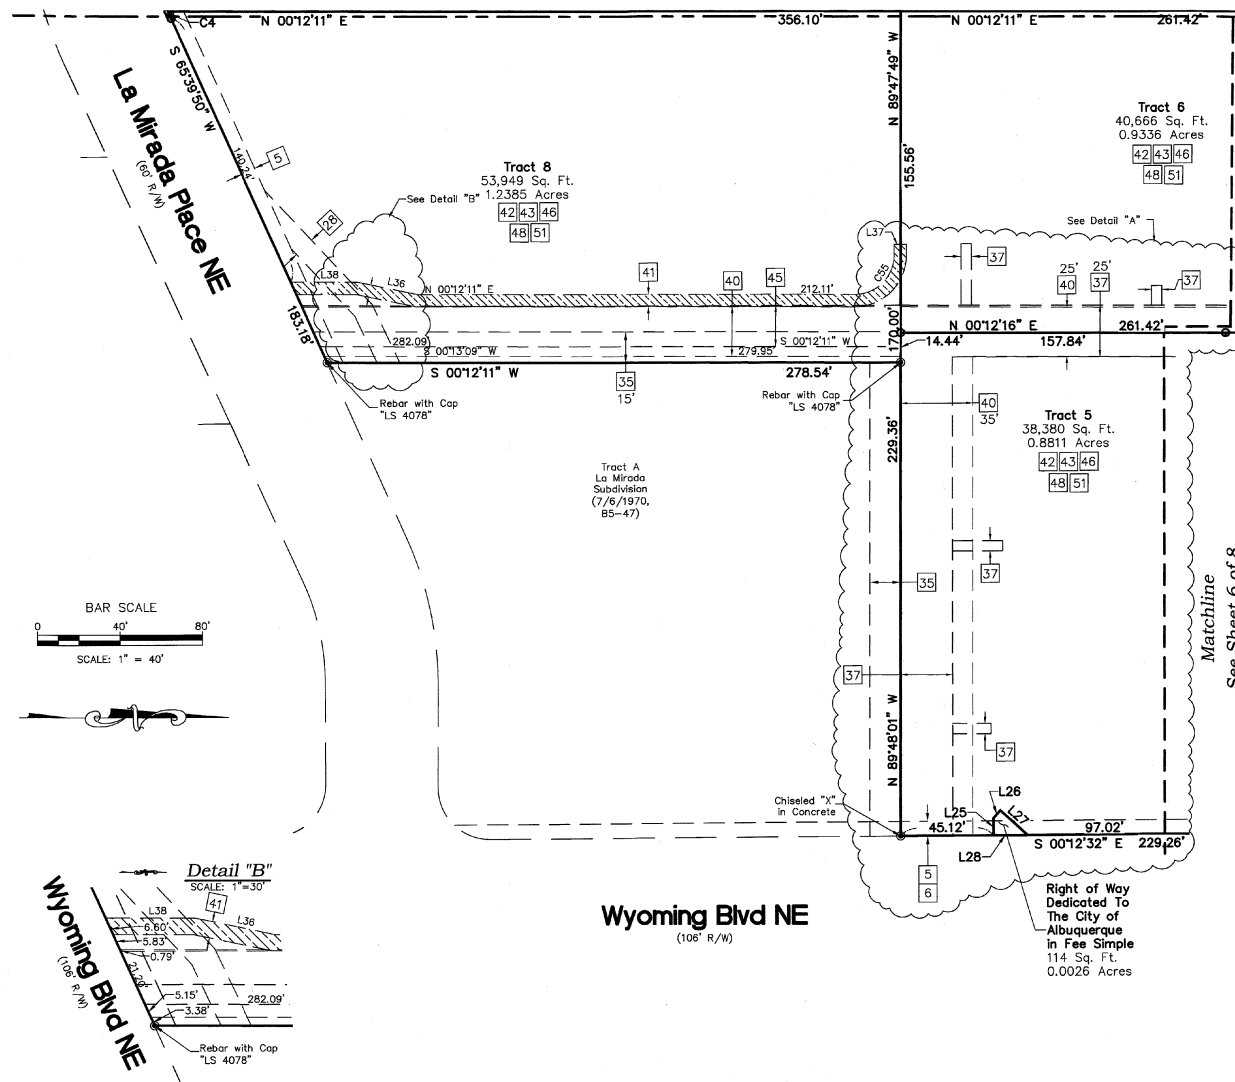 C4
N 00°12'11" E
356.10'
N 00°12'11" E
261.42'
S 65°39'50" W
La Mirada Place NE
(60' R/W)
140.24'
5
28
183.18'
Tract 8
53,949 Sq. Ft.
1.2385 Acres
42 43 46
48 51
See Detail "B"
N 89°47'49" W
155.56'
Tract 6
40,666 Sq. Ft.
0.9336 Acres
42 43 46
48 51
See Detail "A"
L37
C55
37
25'
40
25'
37
37
L38
L36
N 00°12'11" E
41
40
45
212.11'
170.00'
N 00°12'16" E
261.42'
14.44'
157.84'
282.09'
S 00°13'09" W
279.95'
S 00°12'11" W
S 00°12'11" W
278.54'
35
15'
Rebar with Cap
"LS 4078"
Rebar with Cap
"LS 4078"
229.36'
40
35'
Tract 5
38,380 Sq. Ft.
0.8811 Acres
42 43 46
48 51
Tract A
La Mirada
Subdivision
(7/6/1970,
B5-47)
37
35
37
37
N 89°48'01" W
Matchline
See Sheet 6 of 8
BAR SCALE
0 40' 80'
SCALE: 1" = 40'
Chiseled "X"
in Concrete
L26
L25
L27
45.12'
97.02'
L28
S 00°12'32" E
229.26'
5
6
Right of Way
Dedicated To
The City of
Albuquerque
in Fee Simple
114 Sq. Ft.
0.0026 Acres
Wyoming Blvd NE
(106' R/W)
Detail "B"
SCALE: 1"=30'
41
L38
L36
6.60'
5.83'
0.79'
21.20'
5.15'
3.38'
282.09'
Wyoming Blvd NE
(106' R/W)
Rebar with Cap
"LS 4078"